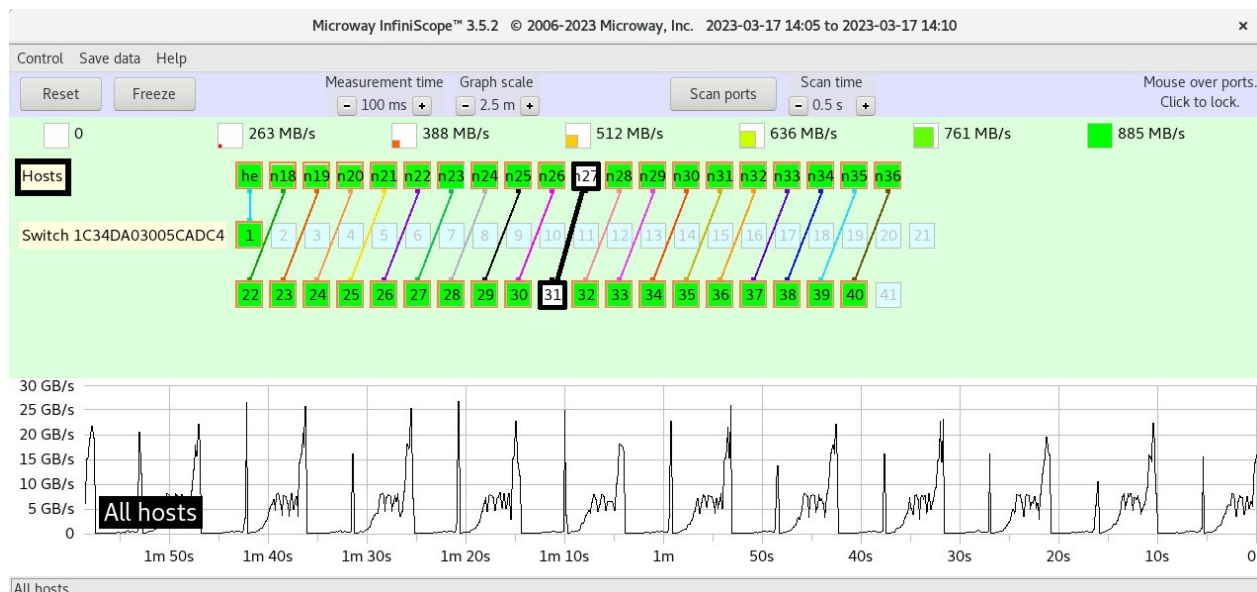 Microway InfiniScope™ 3.5.2 © 2006-2023 Microway, Inc. 2023-03-17 14:05 to 2023-03-17 14:10 ×
Control Save data Help
Measurement time Graph scale Scan time Mouse over ports.
Reset Freeze - 100 ms + - 2.5 m + Scan ports - 0.5 s + Click to lock.
0 263 MB/s 388 MB/s 512 MB/s 636 MB/s 761 MB/s 885 MB/s
Hosts he n18 n19 n20 n21 n22 n23 n24 n25 n26 n27 n28 n29 n30 n31 n32 n33 n34 n35 n36
Switch 1C34DA03005CADC4 1 2 3 4 5 6 7 8 9 10 11 12 13 14 15 16 17 18 19 20 21
22 23 24 25 26 27 28 29 30 31 32 33 34 35 36 37 38 39 40 41
30 GB/s
25 GB/s
20 GB/s
15 GB/s
10 GB/s
5 GB/s
All hosts
0
1m 50s 1m 40s 1m 30s 1m 20s 1m 10s 1m 50s 40s 30s 20s 10s 0
All hosts